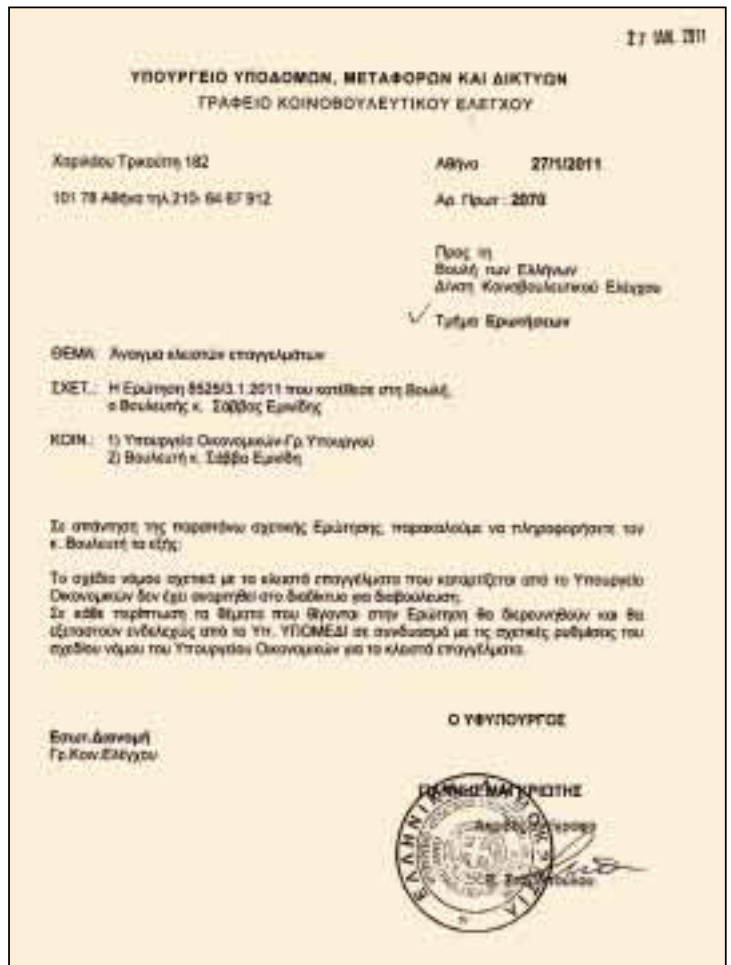 27 ΙΑΝ. 2011
ΥΠΟΥΡΓΕΙΟ ΥΠΟΔΟΜΩΝ, ΜΕΤΑΦΟΡΩΝ ΚΑΙ ΔΙΚΤΥΩΝ
ΓΡΑΦΕΙΟ ΚΟΙΝΟΒΟΥΛΕΥΤΙΚΟΥ ΕΛΕΓΧΟΥ
Χαριλάου Τρικούπη 182
101 78 Αθήνα τηλ.210- 64 67 912
Αθήνα 27/1/2011
Αρ. Πρωτ : 2070
Προς τη
Βουλή των Ελλήνων
Δ/νση Κοινοβουλευτικού Ελέγχου
Τμήμα Ερωτήσεων
ΘΕΜΑ: Άνοιγμα κλειστών επαγγελμάτων
ΣΧΕΤ.: Η Ερώτηση 8525/3.1.2011 που κατέθεσε στη Βουλή,
ο Βουλευτής κ. Σάββας Εμινίδης
ΚΟΙΝ.: 1) Υπουργείο Οικονομικών-Γρ.Υπουργού
2) Βουλευτή κ. Σάββα Εμινίδη
Σε απάντηση της παραπάνω σχετικής Ερώτησης, παρακαλούμε να πληροφορήσετε τον
κ. Βουλευτή τα εξής:
Το σχέδιο νόμου σχετικά με τα κλειστά επαγγέλματα που καταρτίζεται από το Υπουργείο
Οικονομικών δεν έχει αναρτηθεί στο διαδίκτυο για διαβούλευση.
Σε κάθε περίπτωση τα θέματα που θίγονται στην Ερώτηση θα διερευνηθούν και θα
εξεταστούν ενδελεχώς από το Υπ. ΥΠΟΜΕΔΙ σε συνδυασμό με τις σχετικές ρυθμίσεις του
σχεδίου νόμου του Υπουργείου Οικονομικών για τα κλειστά επαγγέλματα.
Εσωτ.Διανομή
Γρ.Κοιν.Ελέγχου
Ο ΥΦΥΠΟΥΡΓΟΣ
ΓΙΑΝΝΗΣ ΜΑΓΚΡΙΩΤΗΣ
ΕΛΛΗΝΙΚΗ ΔΗΜΟΚΡΑΤΙΑ